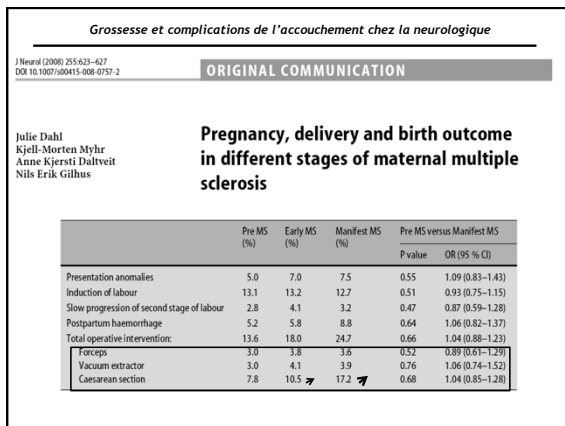 Grossesse et complications de l'accouchement chez la neurologique
J Neurol (2008) 255:623–627
DOI 10.1007/s00415-008-0757-2
ORIGINAL COMMUNICATION
Julie Dahl
Kjell-Morten Myhr
Anne Kjersti Daltveit
Nils Erik Gilhus
Pregnancy, delivery and birth outcome
in different stages of maternal multiple
sclerosis
Pre MS (%) Early MS (%) Manifest MS (%) Pre MS versus Manifest MS
P value OR (95 % CI)
Presentation anomalies 5.0 7.0 7.5 0.55 1.09 (0.83–1.43)
Induction of labour 13.1 13.2 12.7 0.51 0.93 (0.75–1.15)
Slow progression of second stage of labour 2.8 4.1 3.2 0.47 0.87 (0.59–1.28)
Postpartum haemorrhage 5.2 5.8 8.8 0.64 1.06 (0.82–1.37)
Total operative intervention: 13.6 18.0 24.7 0.66 1.04 (0.88–1.23)
Forceps 3.0 3.8 3.6 0.52 0.89 (0.61–1.29)
Vacuum extractor 3.0 4.1 3.9 0.76 1.06 (0.74–1.52)
Caesarean section 7.8 10.5 17.2 0.68 1.04 (0.85–1.28)